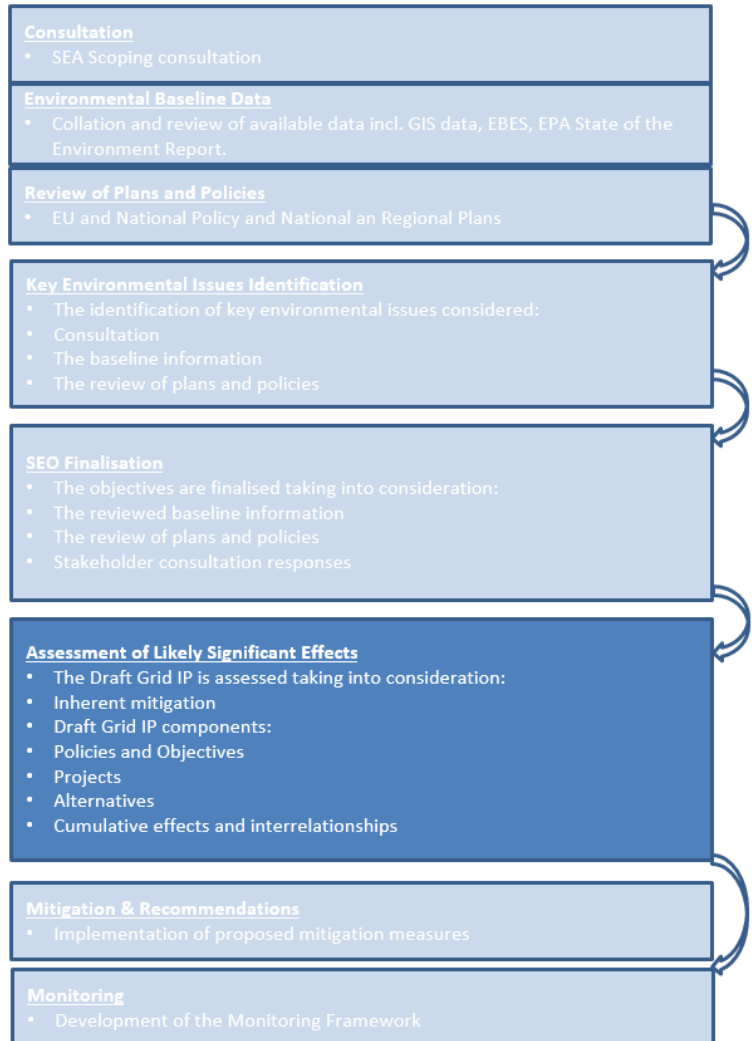 Consultation
• SEA Scoping consultation
Environmental Baseline Data
• Collation and review of available data incl. GIS data, EBES, EPA State of the
Environment Report.
Review of Plans and Policies
• EU and National Policy and National an Regional Plans
Key Environmental Issues Identification
• The identification of key environmental issues considered:
• Consultation
• The baseline information
• The review of plans and policies
SEO Finalisation
• The objectives are finalised taking into consideration:
• The reviewed baseline information
• The review of plans and policies
• Stakeholder consultation responses
Assessment of Likely Significant Effects
• The Draft Grid IP is assessed taking into consideration:
• Inherent mitigation
• Draft Grid IP components:
• Policies and Objectives
• Projects
• Alternatives
• Cumulative effects and interrelationships
Mitigation & Recommendations
• Implementation of proposed mitigation measures
Monitoring
• Development of the Monitoring Framework